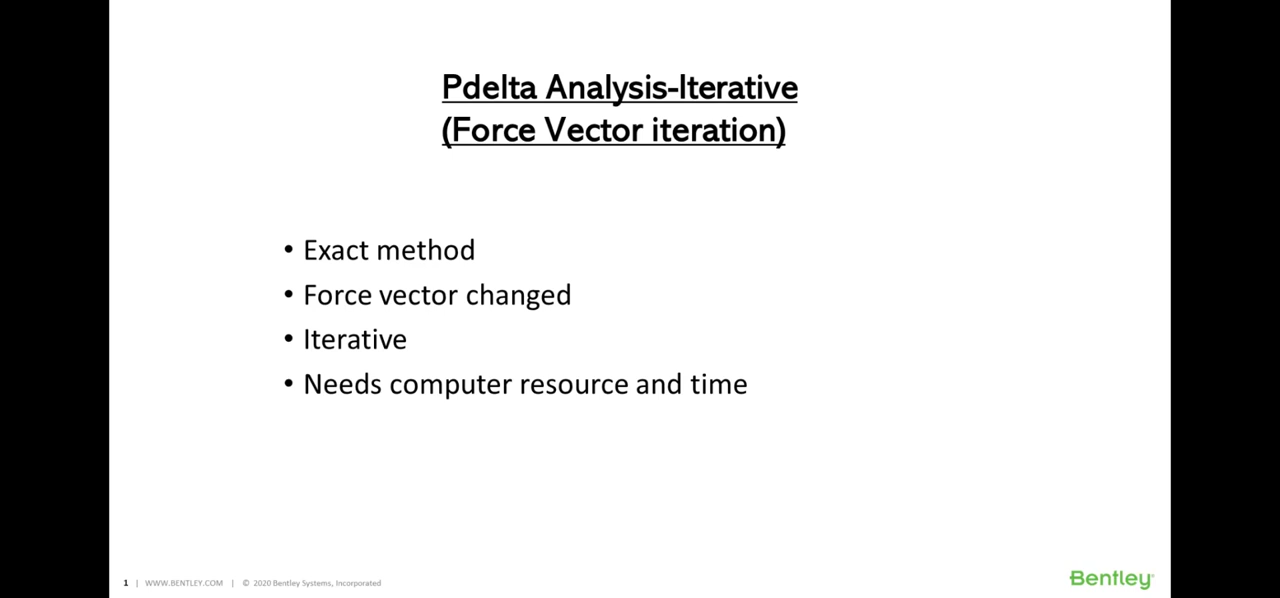 Pdelta Analysis-Iterative
(Force Vector iteration)
• Exact method
• Force vector changed
• Iterative
• Needs computer resource and time
1 | WWW.BENTLEY.COM | © 2020 Bentley Systems, Incorporated
Bentley®